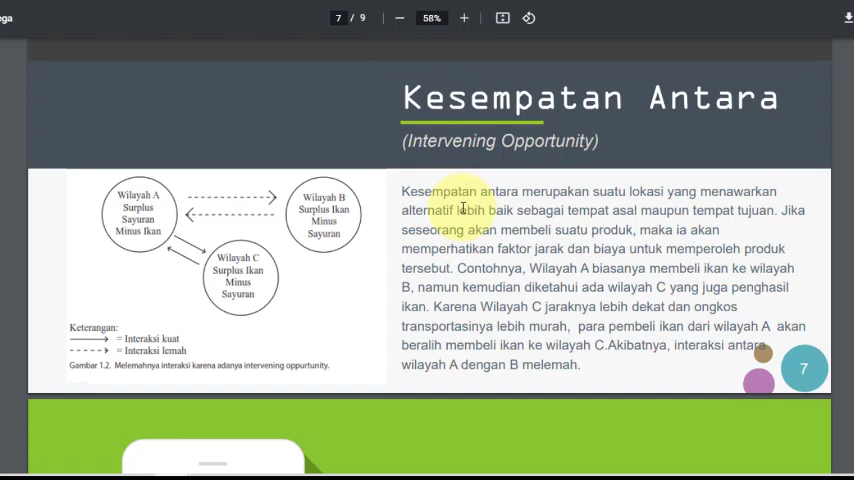 ega
7 / 9
58%
Kesempatan Antara
(Intervening Opportunity)
Wilayah A
Surplus
Sayuran
Minus Ikan
Wilayah B
Surplus Ikan
Minus
Sayuran
Wilayah C
Surplus Ikan
Minus
Sayuran
Keterangan:
= Interaksi kuat
= Interaksi lemah
Gambar 1.2. Melemahnya interaksi karena adanya intervening oppurtunity.
Kesempatan antara merupakan suatu lokasi yang menawarkan
alternatif lebih baik sebagai tempat asal maupun tempat tujuan. Jika
seseorang akan membeli suatu produk, maka ia akan
memperhatikan faktor jarak dan biaya untuk memperoleh produk
tersebut. Contohnya, Wilayah A biasanya membeli ikan ke wilayah
B, namun kemudian diketahui ada wilayah C yang juga penghasil
ikan. Karena Wilayah C jaraknya lebih dekat dan ongkos
transportasinya lebih murah, para pembeli ikan dari wilayah A akan
beralih membeli ikan ke wilayah C.Akibatnya, interaksi antara
wilayah A dengan B melemah.
7